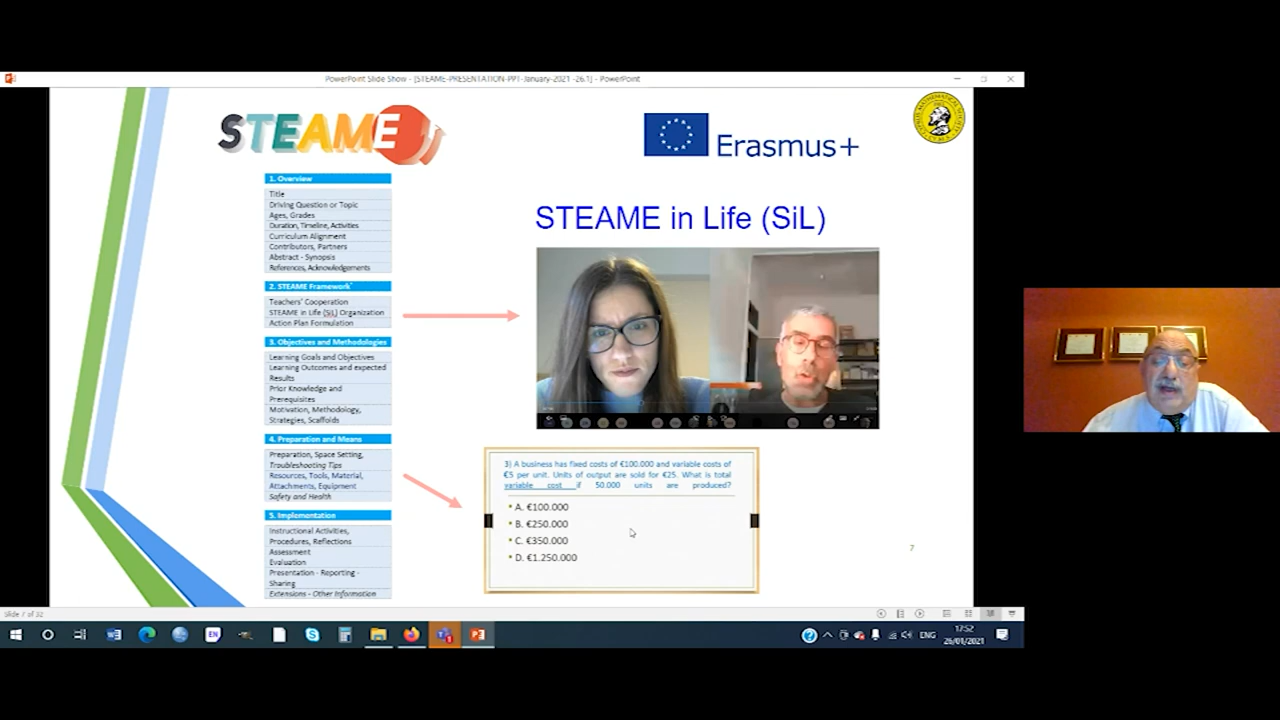 PowerPoint Slide Show - [STEAME-PRESENTATION-PPT-January-2021 -26.1] - PowerPoint
STEAME
Erasmus+
1. Overview
Title
Driving Question or Topic
Ages, Grades
Duration, Timeline, Activities
Curriculum Alignment
Contributors, Partners
Abstract - Synopsis
References, Acknowledgements
2. STEAME Framework*
Teachers' Cooperation
STEAME in Life (SiL) Organization
Action Plan Formulation
3. Objectives and Methodologies
Learning Goals and Objectives
Learning Outcomes and expected
Results
Prior Knowledge and
Prerequisites
Motivation, Methodology,
Strategies, Scaffolds
4. Preparation and Means
Preparation, Space Setting,
Troubleshooting Tips
Resources, Tools, Material,
Attachments, Equipment
Safety and Health
5. Implementation
Instructional Activities,
Procedures, Reflections
Assessment
Evaluation
Presentation - Reporting -
Sharing
Extensions - Other Information
STEAME in Life (SiL)
3) A business has fixed costs of €100.000 and variable costs of
€5 per unit. Units of output are sold for €25. What is total
variable cost if 50.000 units are produced?
• A. €100.000
• B. €250.000
• C. €350.000
• D. €1.250.000
7
Slide 7 of 32
EN
ENG
17:52
26/01/2021